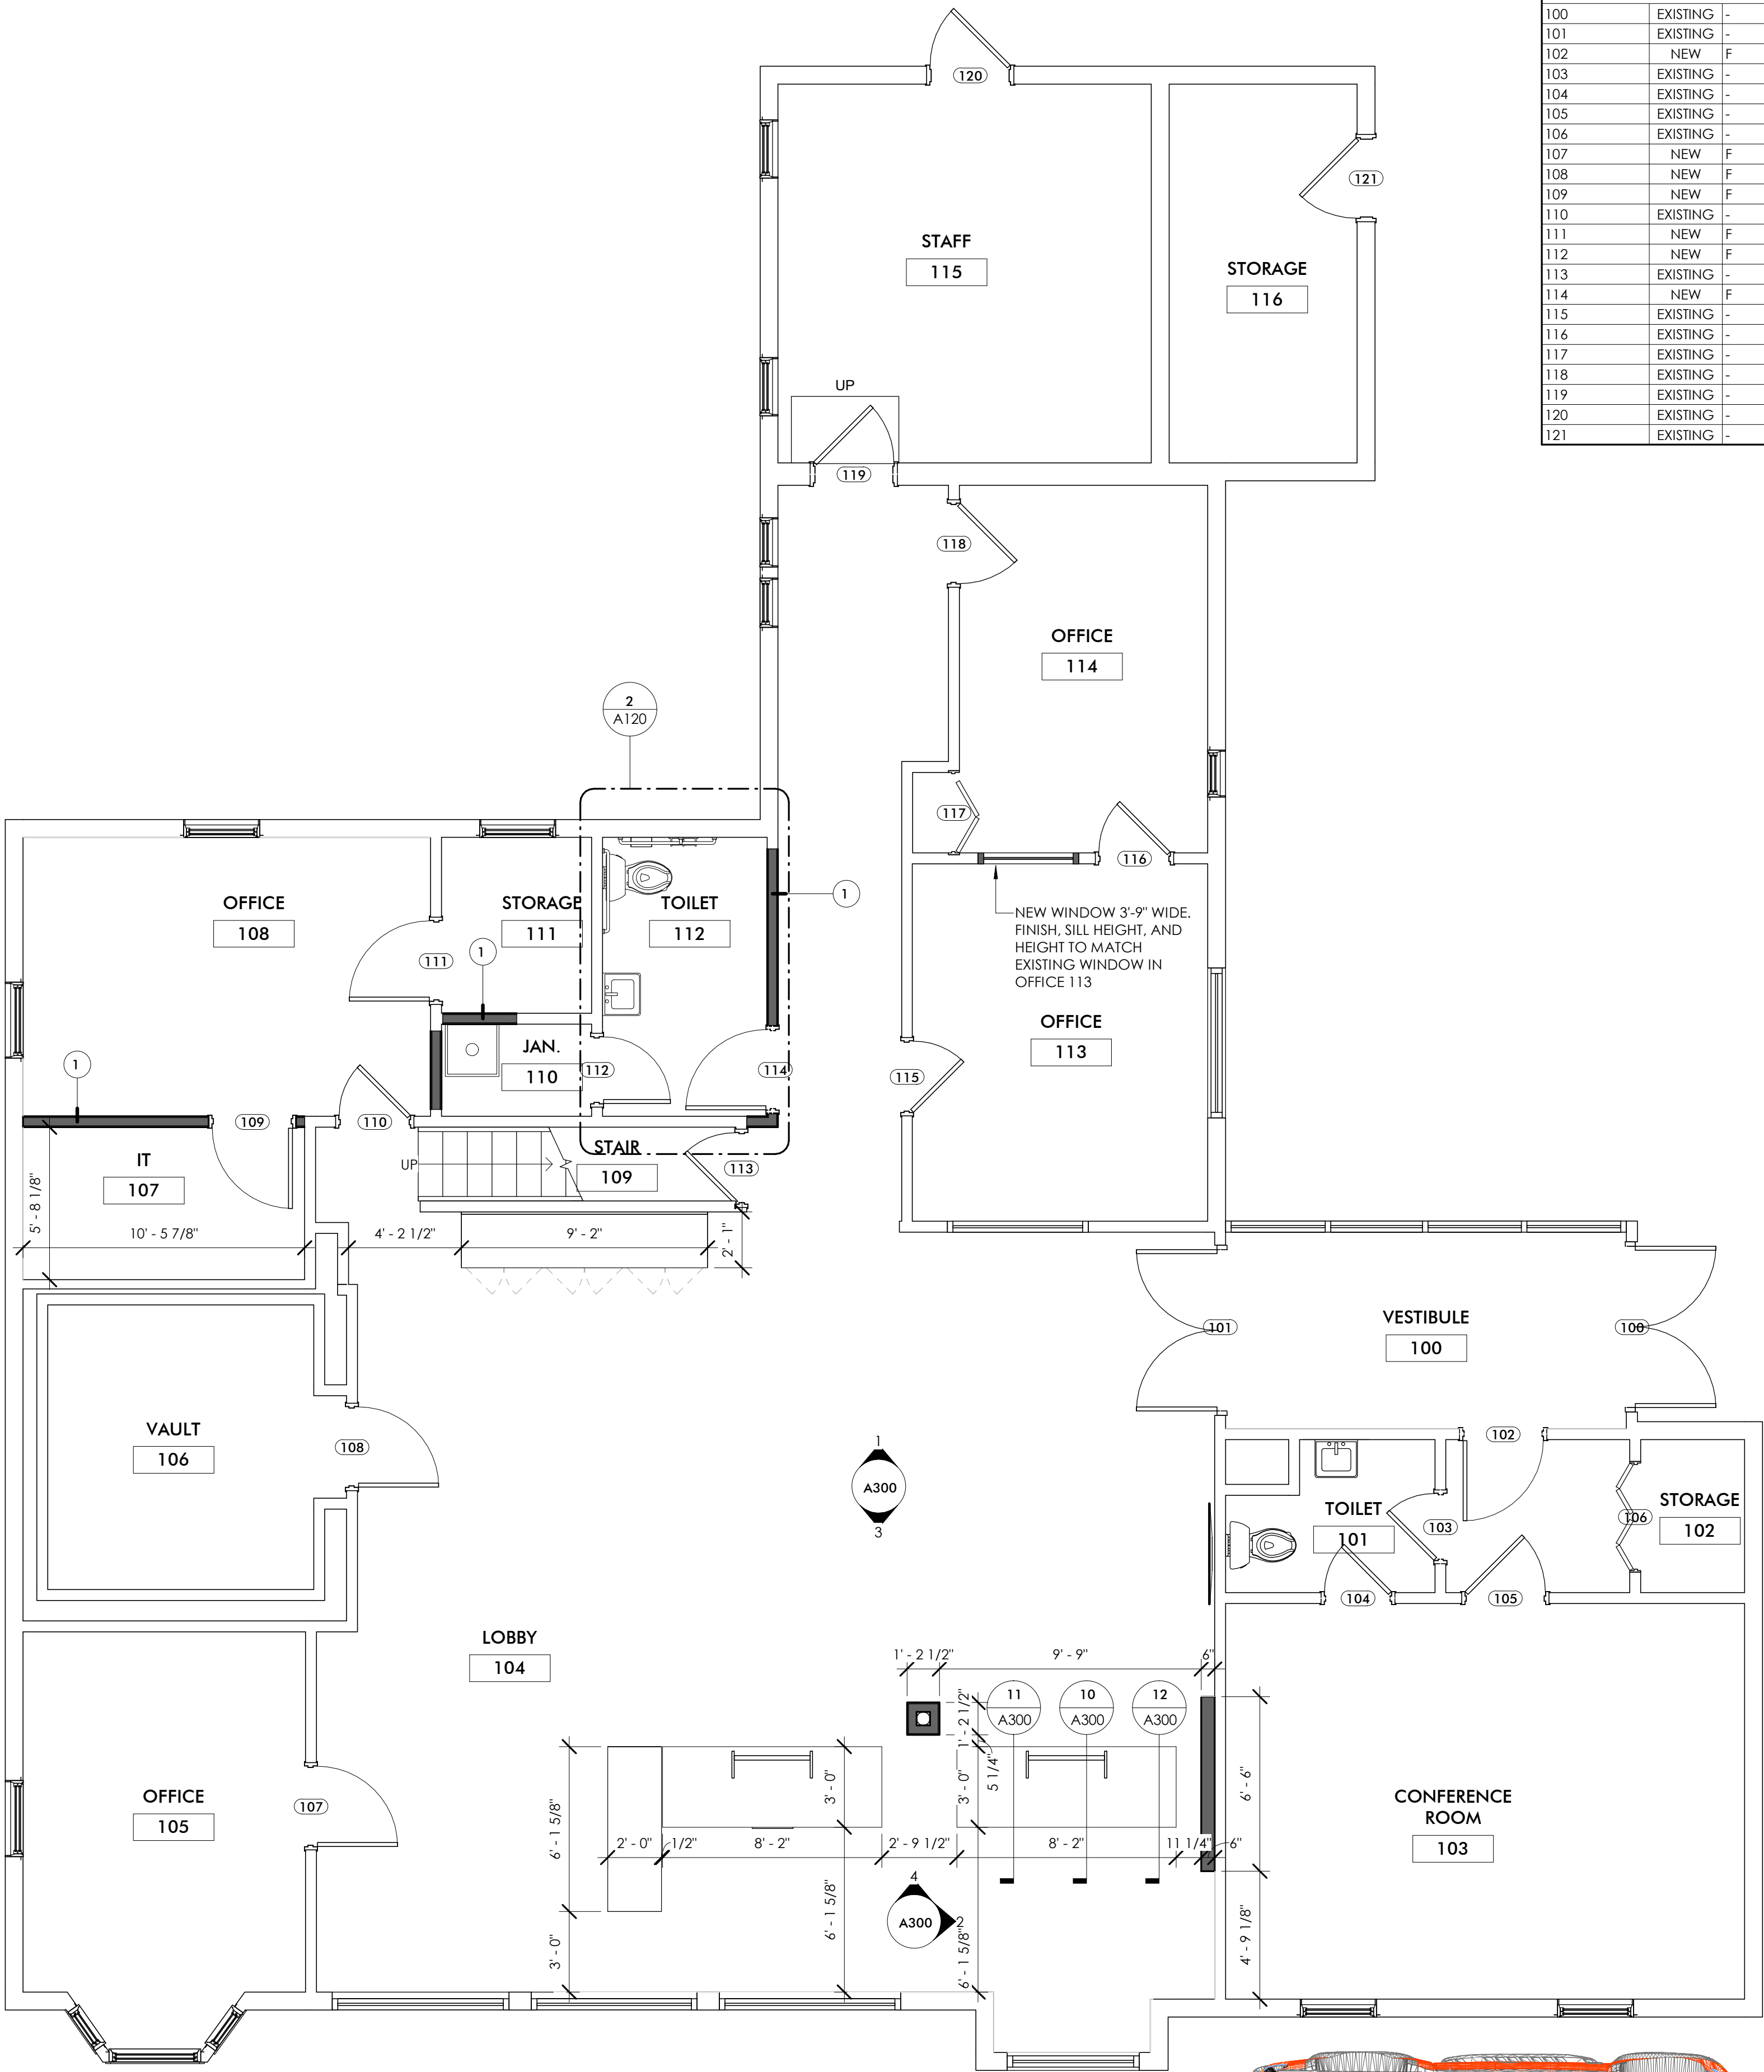 100 EXISTING -
101 EXISTING -
102 NEW F
103 EXISTING -
104 EXISTING -
105 EXISTING -
106 EXISTING -
107 NEW F
108 NEW F
109 NEW F
110 EXISTING -
111 NEW F
112 NEW F
113 EXISTING -
114 NEW F
115 EXISTING -
116 EXISTING -
117 EXISTING -
118 EXISTING -
119 EXISTING -
120 EXISTING -
121 EXISTING -
120
121
STAFF
115
STORAGE
116
UP
119
118
OFFICE
114
2
A120
117
116
NEW WINDOW 3'-9" WIDE.
FINISH, SILL HEIGHT, AND
HEIGHT TO MATCH
EXISTING WINDOW IN
OFFICE 113
OFFICE
113
115
OFFICE
108
STORAGE
111
TOILET
112
1
1
111
JAN.
110
112
114
1
109
110
IT
107
UP
STAIR
109
113
5' - 8 1/8"
10' - 5 7/8"
4' - 2 1/2"
9' - 2"
2' - 1"
101
VESTIBULE
100
100
VAULT
106
108
102
1
A300
3
TOILET
101
103
106
STORAGE
102
104
105
LOBBY
104
1' - 2 1/2"
9' - 9"
6"
11
A300
10
A300
12
A300
1' - 2 1/2"
5 1/4"
3' - 0"
3' - 0"
6' - 6"
OFFICE
105
107
CONFERENCE
ROOM
103
6' - 1 5/8"
2' - 0"
1/2"
8' - 2"
2' - 9 1/2"
8' - 2"
11 1/4"
6"
4
A300
2
3' - 0"
6' - 1 5/8"
6' - 1 5/8"
4' - 9 1/8"